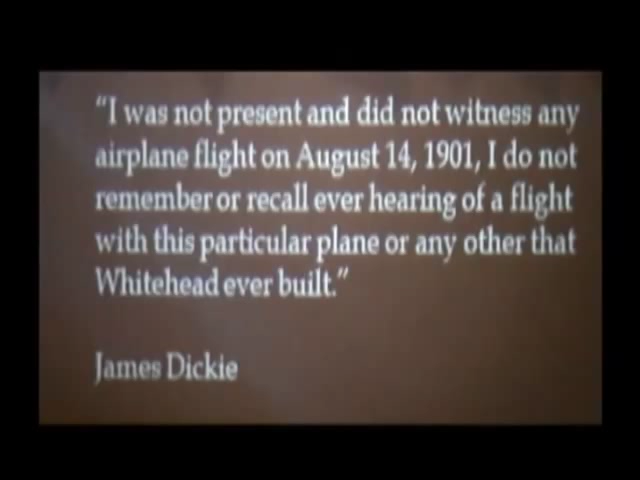 “I was not present and did not witness any
airplane flight on August 14, 1901, I do not
remember or recall ever hearing of a flight
with this particular plane or any other that
Whitehead ever built.”
James Dickie